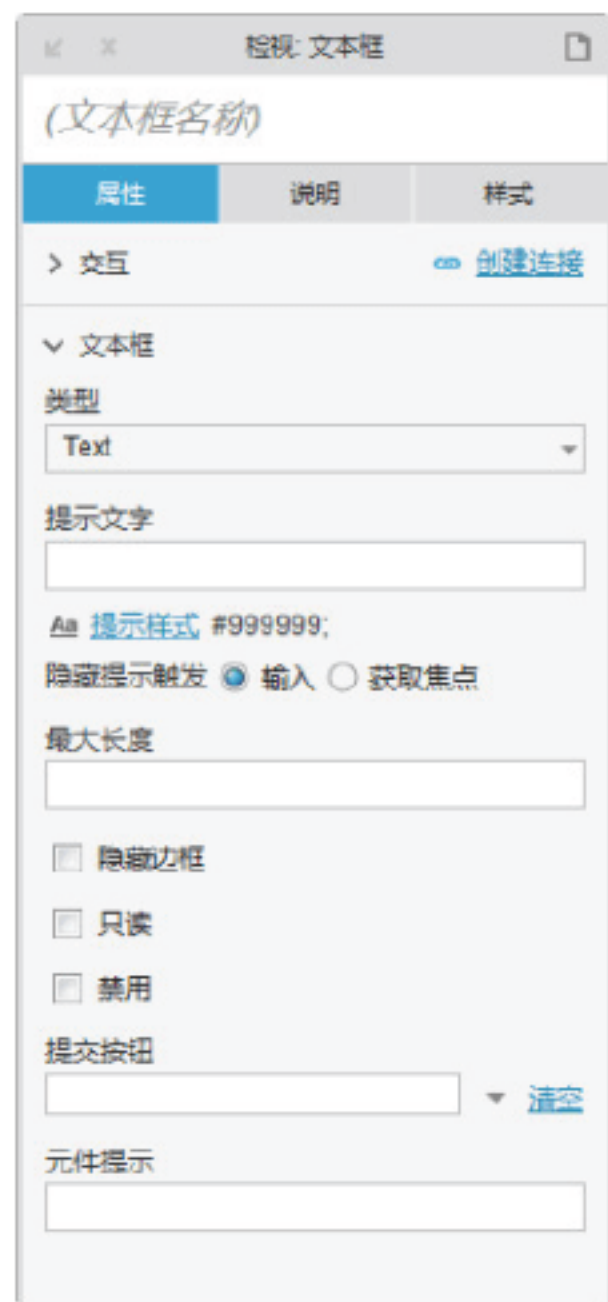 检视: 文本框
(文本框名称)
属性 说明 样式
交互 创建连接
文本框
类型
Text
提示文字
Aa 提示样式 #999999;
隐藏提示触发 输入 获取焦点
最大长度
隐藏边框
只读
禁用
提交按钮
清空
元件提示